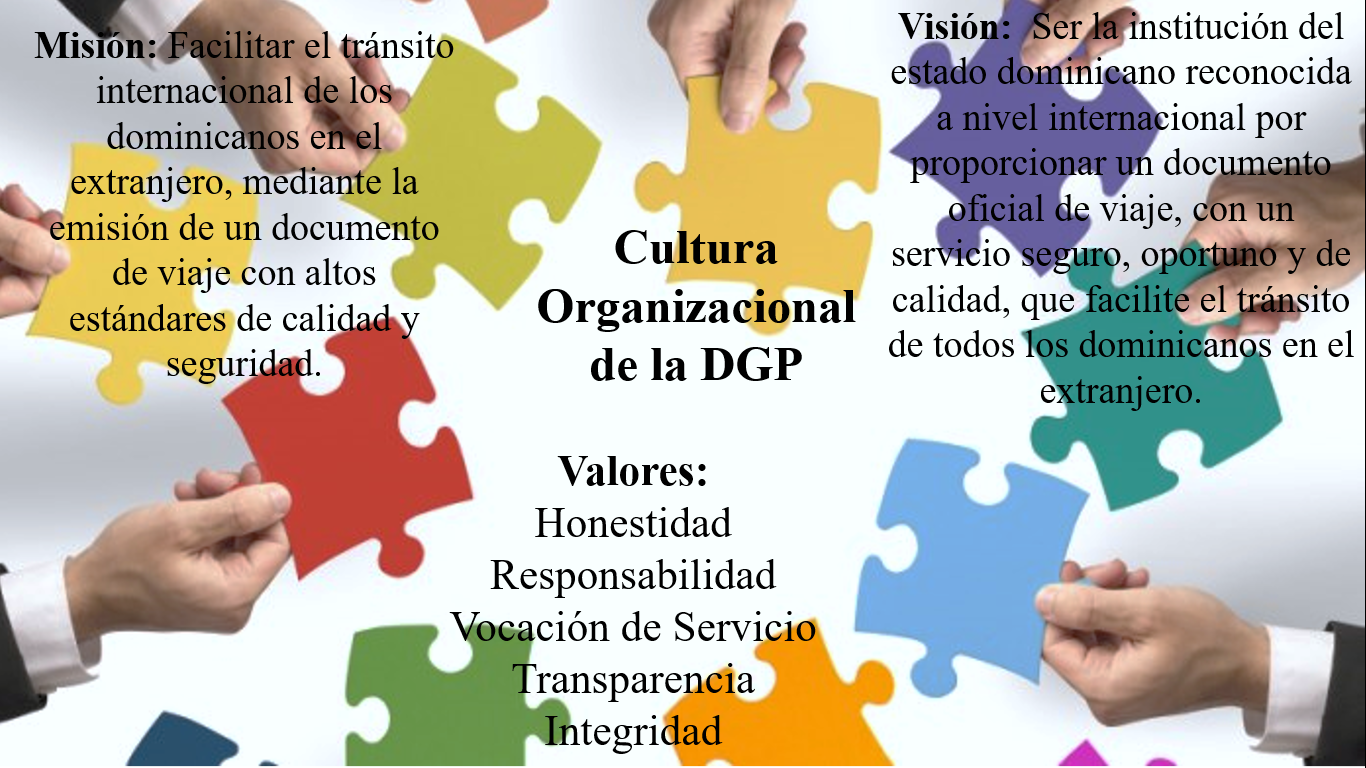 Misión: Facilitar el tránsito
internacional de los
dominicanos en el
extranjero, mediante la
emisión de un documento
de viaje con altos
estándares de calidad y
seguridad.
Visión: Ser la institución del
estado dominicano reconocida
a nivel internacional por
proporcionar un documento
oficial de viaje, con un
servicio seguro, oportuno y de
calidad, que facilite el tránsito
de todos los dominicanos en el
extranjero.
Cultura
Organizacional
de la DGP
Valores:
Honestidad
Responsabilidad
Vocación de Servicio
Transparencia
Integridad